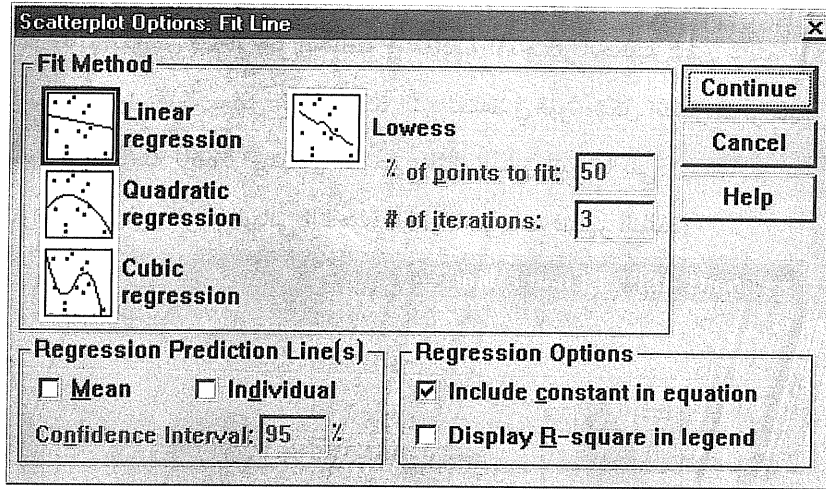 Scatterplot Options: Fit Line
Fit Method
Linear
regression
Quadratic
regression
Cubic
regression
Lowess
% of points to fit: 50
# of iterations: 3
Continue
Cancel
Help
Regression Prediction Line(s)
Mean Individual
Confidence Interval: 95 %
Regression Options
Include constant in equation
Display R-square in legend